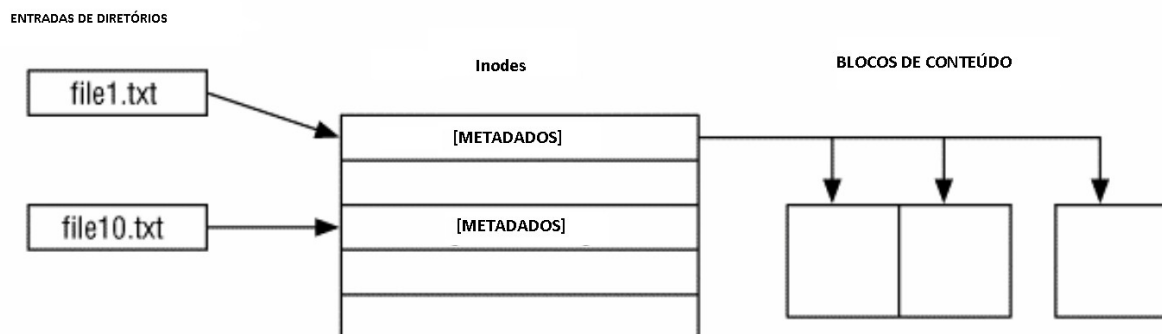 ENTRADAS DE DIRETÓRIOS
Inodes
BLOCOS DE CONTEÚDO
file1.txt
[METADADOS]
file10.txt
[METADADOS]